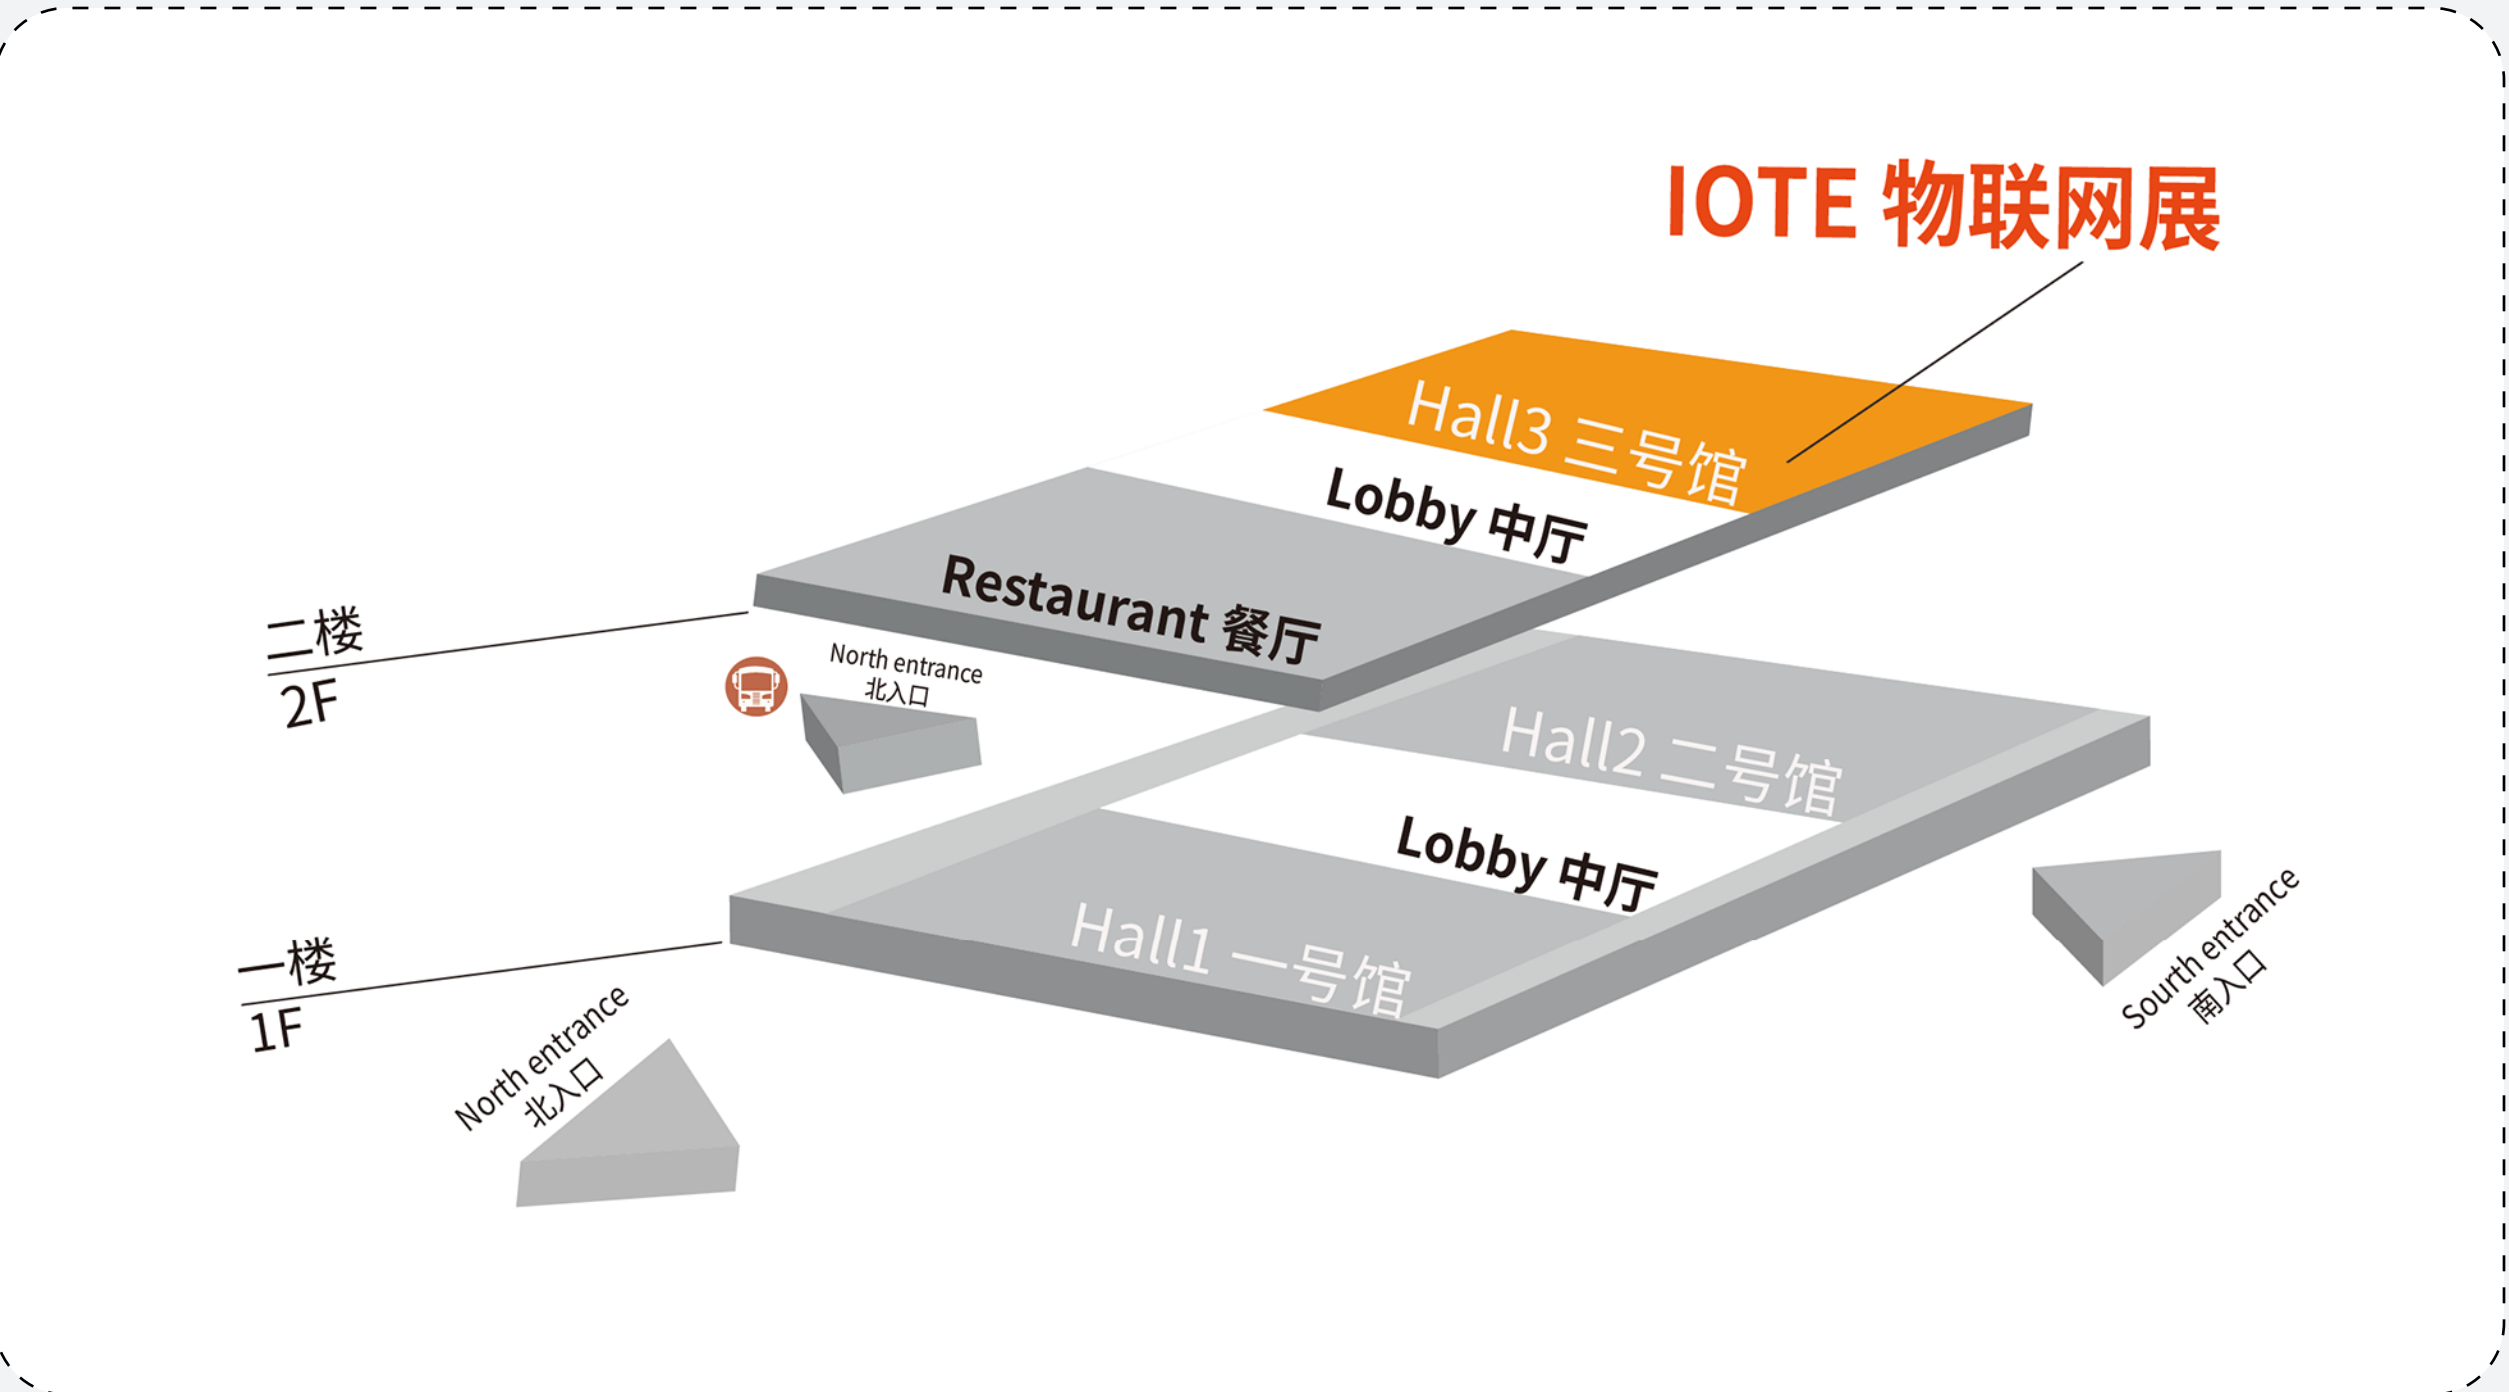 IOTE 物联网展
Hall3 三号馆
Lobby 中厅
Restaurant 餐厅
二楼
2F
North entrance
北入口
Hall2 二号馆
Lobby 中厅
Hall1 一号馆
一楼
1F
North entrance
北入口
Sourth entrance
南入口